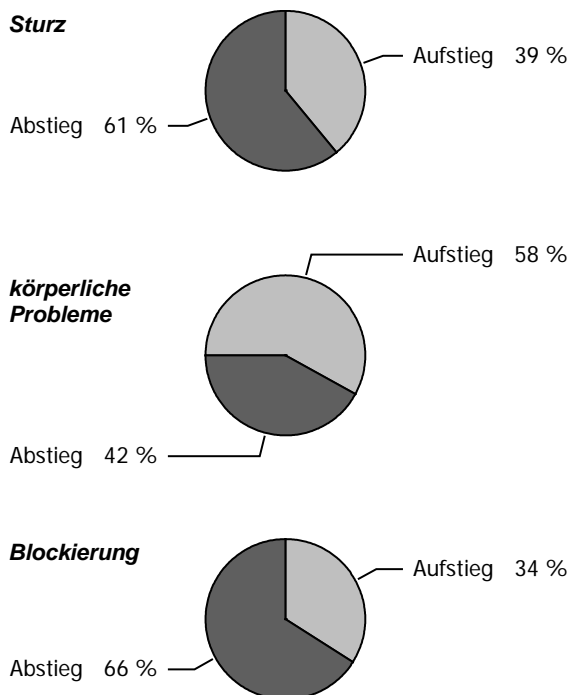 Sturz
Aufstieg 39 %
Abstieg 61 %
Aufstieg 58 %
körperliche
Probleme
Abstieg 42 %
Blockierung
Aufstieg 34 %
Abstieg 66 %